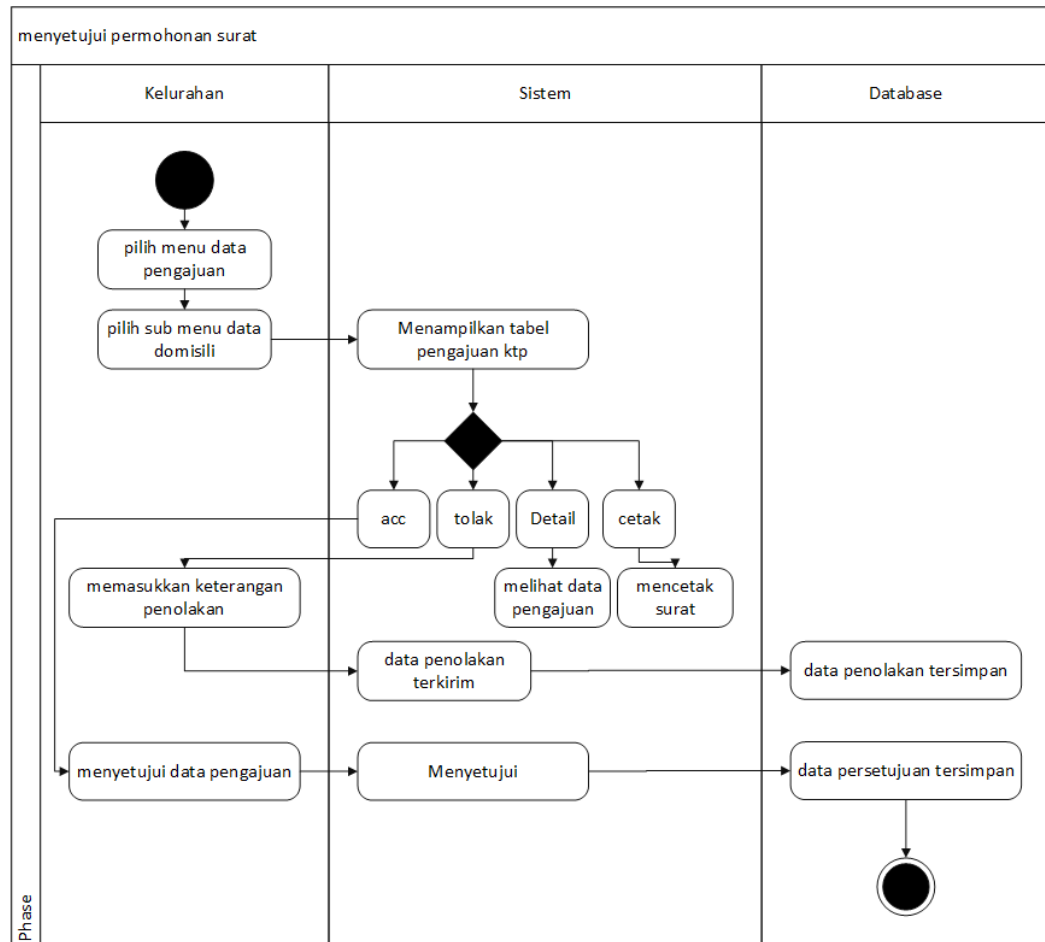 menyetujui permohonan surat
Kelurahan
Sistem
Database
pilih menu data
pengajuan
pilih sub menu data
domisili
Menampilkan tabel
pengajuan ktp
acc
tolak
Detail
cetak
memasukkan keterangan
penolakan
melihat data
pengajuan
mencetak
surat
data penolakan
terkirim
data penolakan tersimpan
menyetujui data pengajuan
Menyetujui
data persetujuan tersimpan
Phase